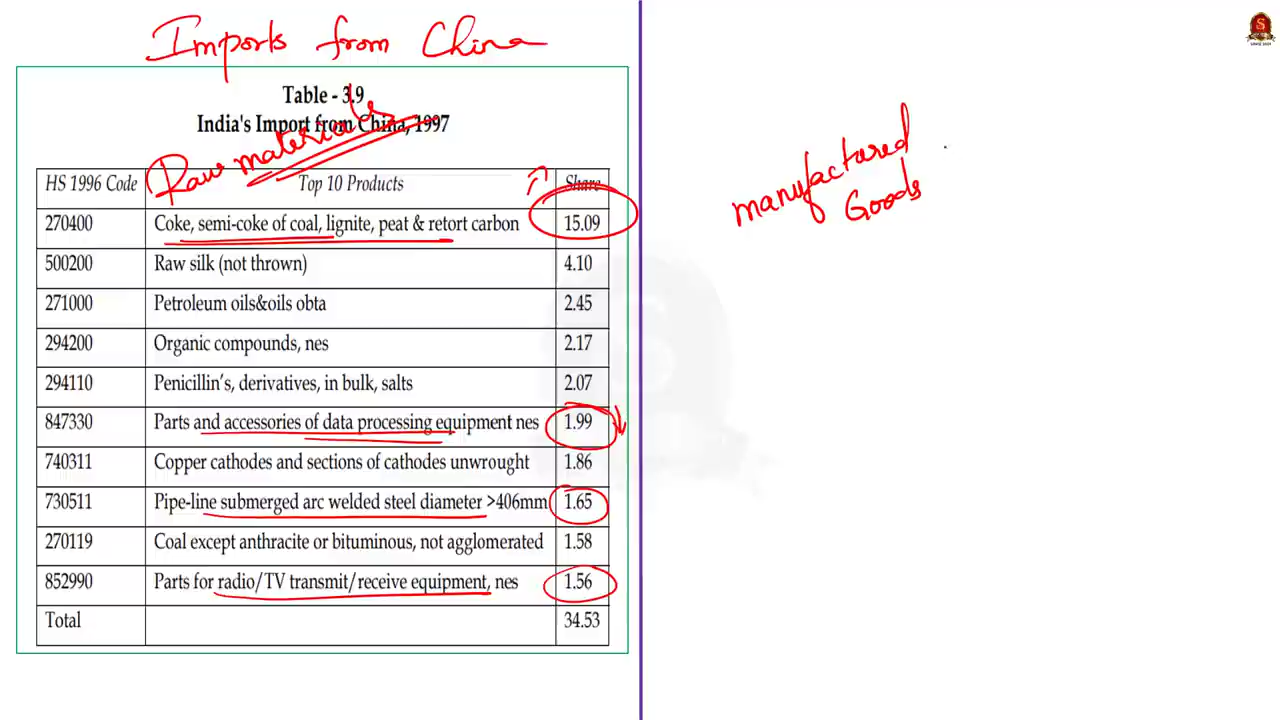 Imports from China
Table - 3.9
India's Import from China, 1997
Raw materials
HS 1996 Code Top 10 Products Share
270400 Coke, semi-coke of coal, lignite, peat & retort carbon 15.09
500200 Raw silk (not thrown) 4.10
271000 Petroleum oils&oils obta 2.45
294200 Organic compounds, nes 2.17
294110 Penicillin's, derivatives, in bulk, salts 2.07
847330 Parts and accessories of data processing equipment nes 1.99
740311 Copper cathodes and sections of cathodes unwrought 1.86
730511 Pipe-line submerged arc welded steel diameter >406mm 1.65
270119 Coal except anthracite or bituminous, not agglomerated 1.58
852990 Parts for radio/TV transmit/receive equipment, nes 1.56
Total 34.53
manufactured
Goods